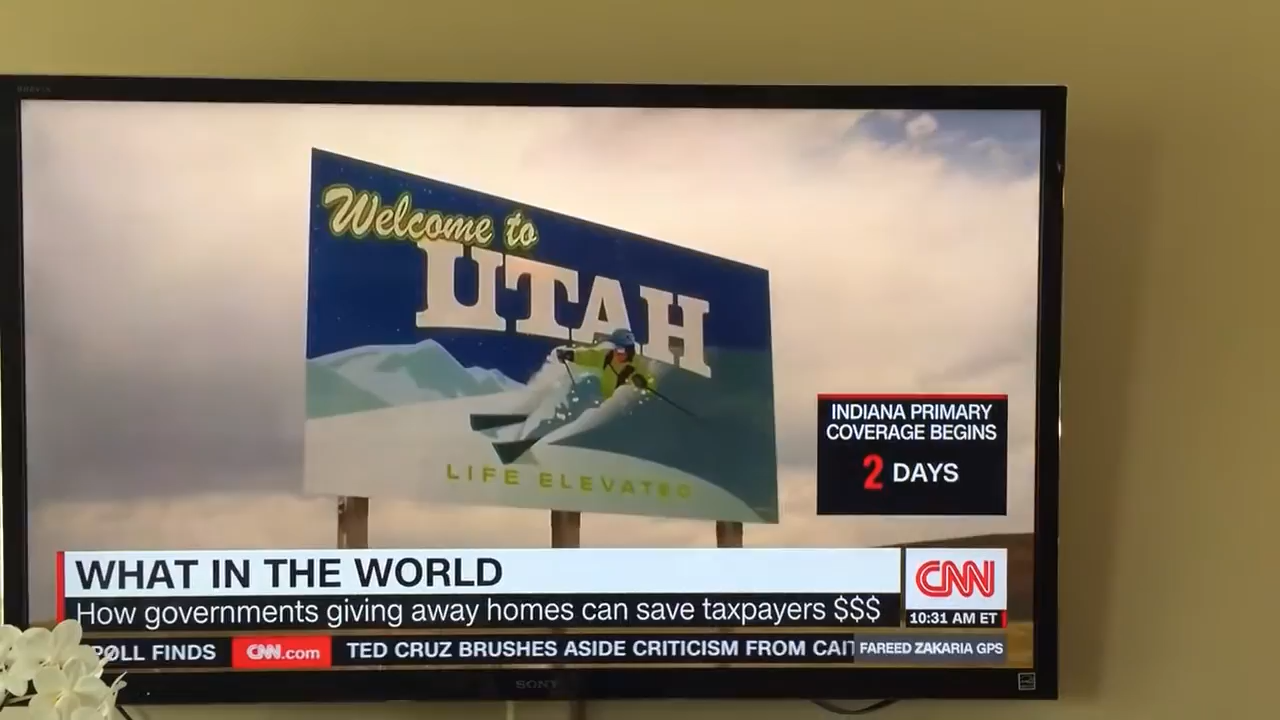 Welcome to
UTAH
LIFE ELEVATED
INDIANA PRIMARY
COVERAGE BEGINS
2 DAYS
WHAT IN THE WORLD
How governments giving away homes can save taxpayers $$$
CNN
10:31 AM ET
POLL FINDS
CNN.com
TED CRUZ BRUSHES ASIDE CRITICISM FROM CAIT
FAREED ZAKARIA GPS
SONY